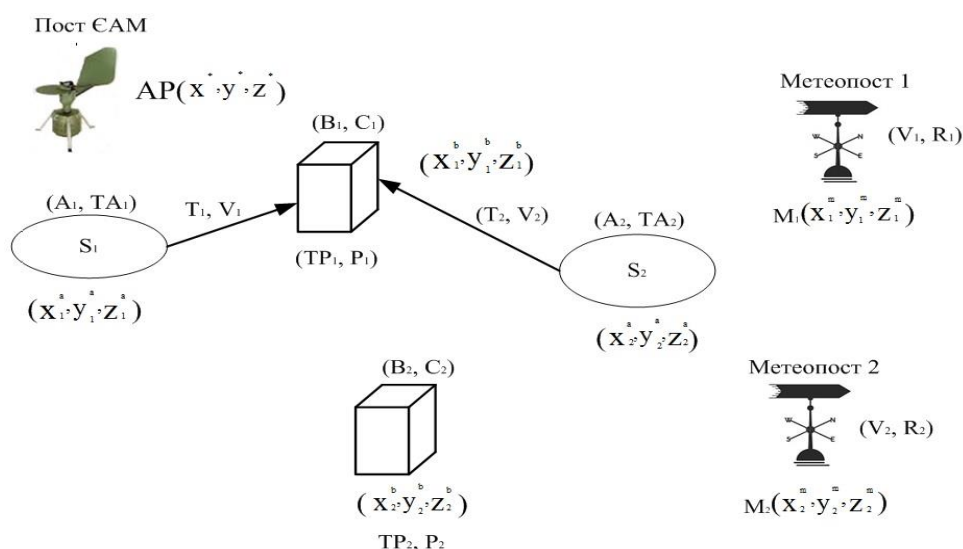 Пост ЄАМ
AP(x*, y*, z*)
Метеопост 1
(B₁, C₁)
(V₁, R₁)
(x₁ᵇ, y₁ᵇ, z₁ᵇ)
(A₁, TA₁)
T₁, V₁
(T₂, V₂)
(A₂, TA₂)
M₁(x₁ᵐ, y₁ᵐ, z₁ᵐ)
S₁
(TP₁, P₁)
S₂
(x₁ᵃ, y₁ᵃ, z₁ᵃ)
(x₂ᵃ, y₂ᵃ, z₂ᵃ)
(B₂, C₂)
Метеопост 2
(V₂, R₂)
(x₂ᵇ, y₂ᵇ, z₂ᵇ)
M₂(x₂ᵐ, y₂ᵐ, z₂ᵐ)
TP₂, P₂